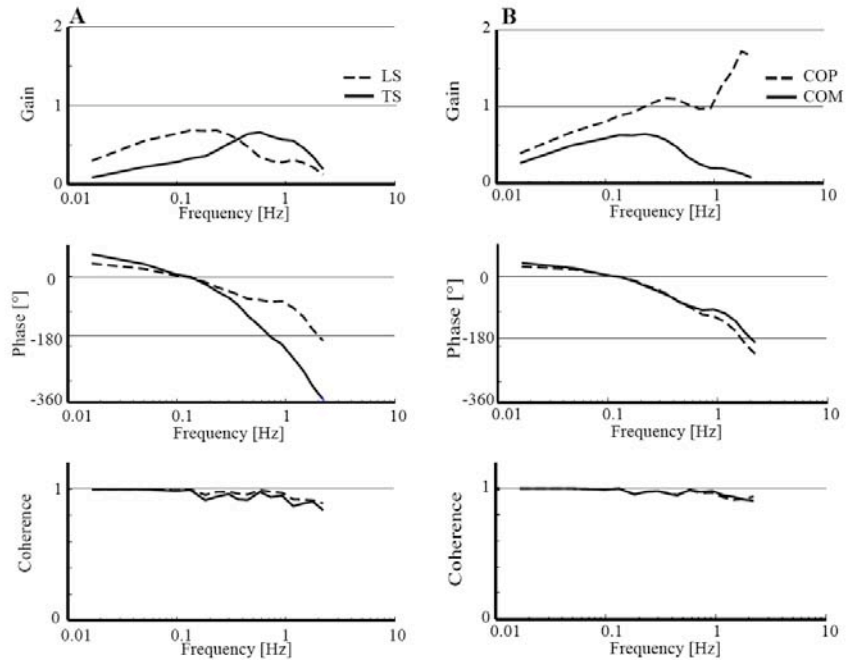 A
2
1
0
Gain
LS
TS
0.01 0.1 1 10
Frequency [Hz]
B
2
1
0
Gain
COP
COM
0.01 0.1 1 10
Frequency [Hz]
0
-180
-360
Phase [°]
0.01 0.1 1 10
Frequency [Hz]
0
-180
-360
Phase [°]
0.01 0.1 1 10
Frequency [Hz]
1
0
Coherence
0.01 0.1 1 10
Frequency [Hz]
1
0
Coherence
0.01 0.1 1 10
Frequency [Hz]